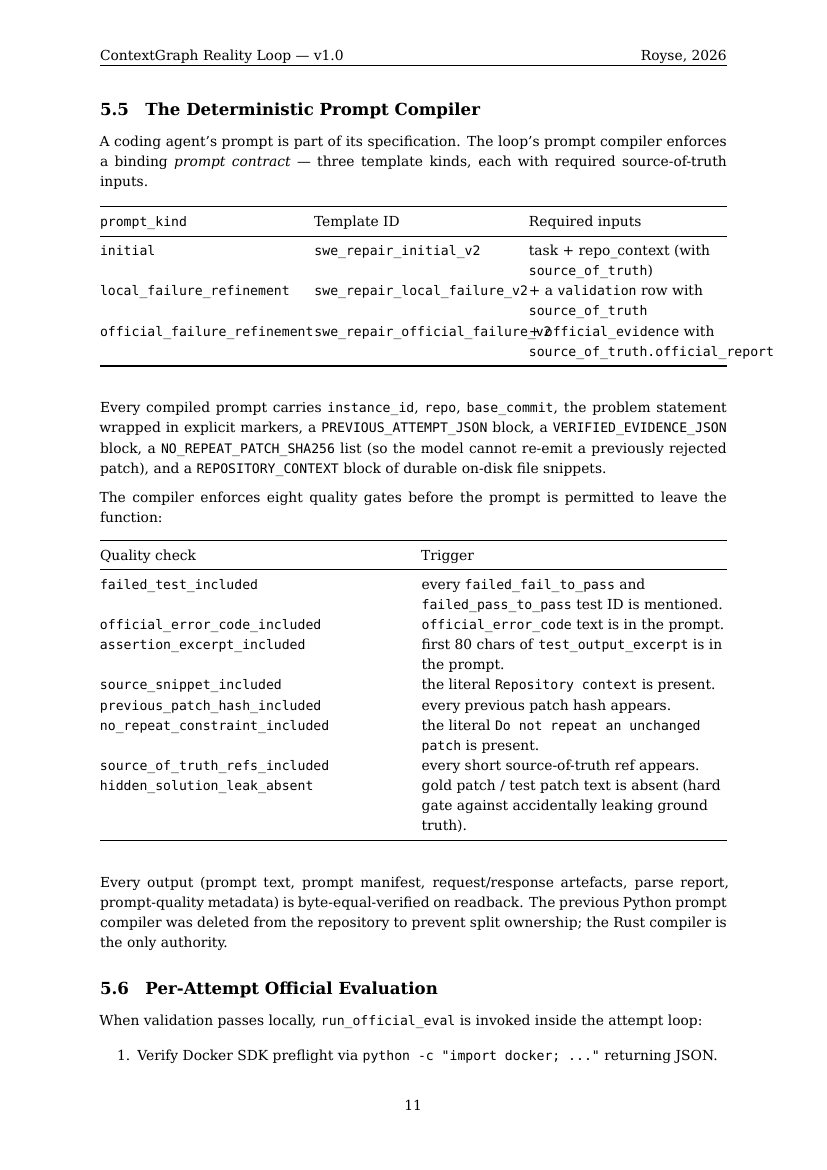 ContextGraph Reality Loop — v1.0 Royse, 2026
5.5 The Deterministic Prompt Compiler
A coding agent’s prompt is part of its specification. The loop’s prompt compiler enforces
a binding prompt contract — three template kinds, each with required source-of-truth
inputs.
prompt_kind Template ID Required inputs
initial swe_repair_initial_v2 task + repo_context (with
source_of_truth)
local_failure_refinement swe_repair_local_failure_v2 + a validation row with
source_of_truth
official_failure_refinement swe_repair_official_failure_v2 + official_evidence with
source_of_truth.official_report
Every compiled prompt carries instance_id, repo, base_commit, the problem statement
wrapped in explicit markers, a PREVIOUS_ATTEMPT_JSON block, a VERIFIED_EVIDENCE_JSON
block, a NO_REPEAT_PATCH_SHA256 list (so the model cannot re-emit a previously rejected
patch), and a REPOSITORY_CONTEXT block of durable on-disk file snippets.
The compiler enforces eight quality gates before the prompt is permitted to leave the
function:
Quality check Trigger
failed_test_included every failed_fail_to_pass and
failed_pass_to_pass test ID is mentioned.
official_error_code_included official_error_code text is in the prompt.
assertion_excerpt_included first 80 chars of test_output_excerpt is in
the prompt.
source_snippet_included the literal Repository context is present.
previous_patch_hash_included every previous patch hash appears.
no_repeat_constraint_included the literal Do not repeat an unchanged
patch is present.
source_of_truth_refs_included every short source-of-truth ref appears.
hidden_solution_leak_absent gold patch / test patch text is absent (hard
gate against accidentally leaking ground
truth).
Every output (prompt text, prompt manifest, request/response artefacts, parse report,
prompt-quality metadata) is byte-equal-verified on readback. The previous Python prompt
compiler was deleted from the repository to prevent split ownership; the Rust compiler is
the only authority.
5.6 Per-Attempt Official Evaluation
When validation passes locally, run_official_eval is invoked inside the attempt loop:
1. Verify Docker SDK preflight via python -c "import docker; ..." returning JSON.
11